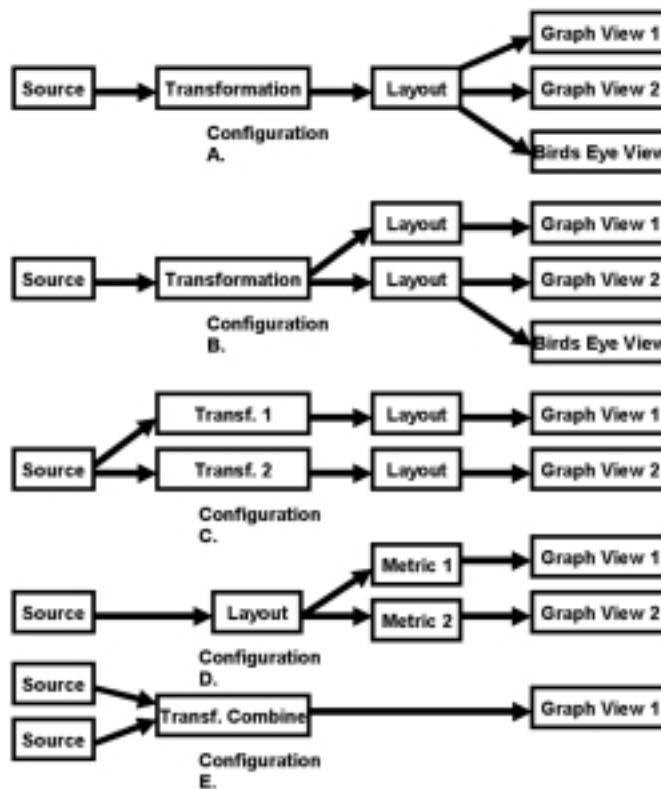 Graph View 1
Source
Transformation
Layout
Graph View 2
Configuration
A.
Birds Eye View
Layout
Graph View 1
Source
Transformation
Layout
Graph View 2
Configuration
B.
Birds Eye View
Transf. 1
Layout
Graph View 1
Source
Transf. 2
Layout
Graph View 2
Configuration
C.
Metric 1
Graph View 1
Source
Layout
Metric 2
Graph View 2
Configuration
D.
Source
Transf. Combine
Graph View 1
Source
Configuration
E.